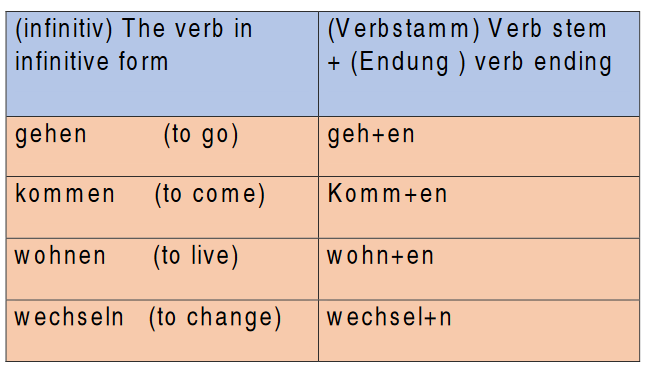 (infinitiv) The verb in
infinitive form
(Verbstamm) Verb stem
+ (Endung ) verb ending
gehen (to go)
geh+en
kommen (to come)
Komm+en
wohnen (to live)
wohn+en
wechseln (to change)
wechsel+n